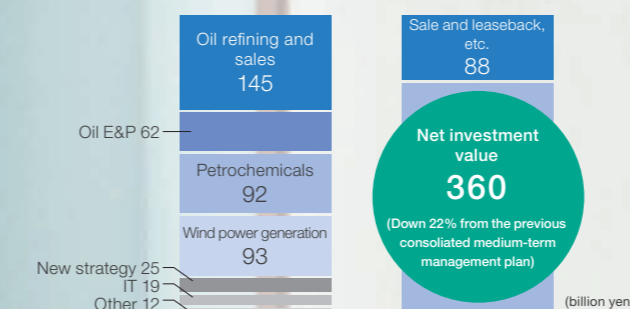 Oil refining and
sales
145
Oil E&P 62
Petrochemicals
92
Wind power generation
93
New strategy 25
IT 19
Other 12
Sale and leaseback,
etc.
88
Net investment
value
360
(Down 22% from the previous
consoliated medium-term
management plan)
(billion yen